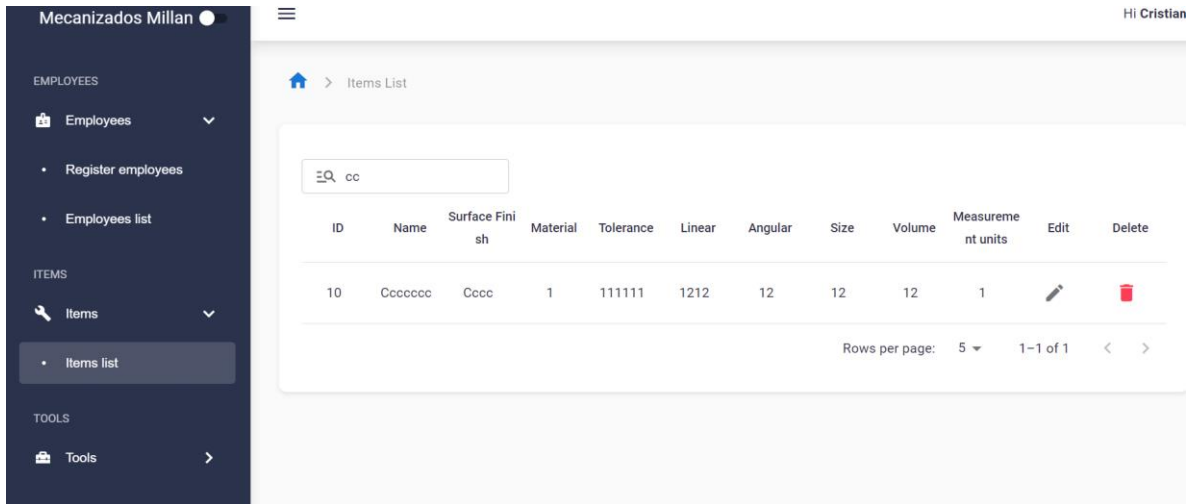 Mecanizados Millan
Hi Cristian
EMPLOYEES
Employees
Register employees
Employees list
ITEMS
Items
Items list
TOOLS
Tools
> Items List
cc
ID Name Surface Fini
sh Material Tolerance Linear Angular Size Volume Measureme
nt units Edit Delete
10 Ccccccc Cccc 1 111111 1212 12 12 12 1
Rows per page: 5 1–1 of 1 < >